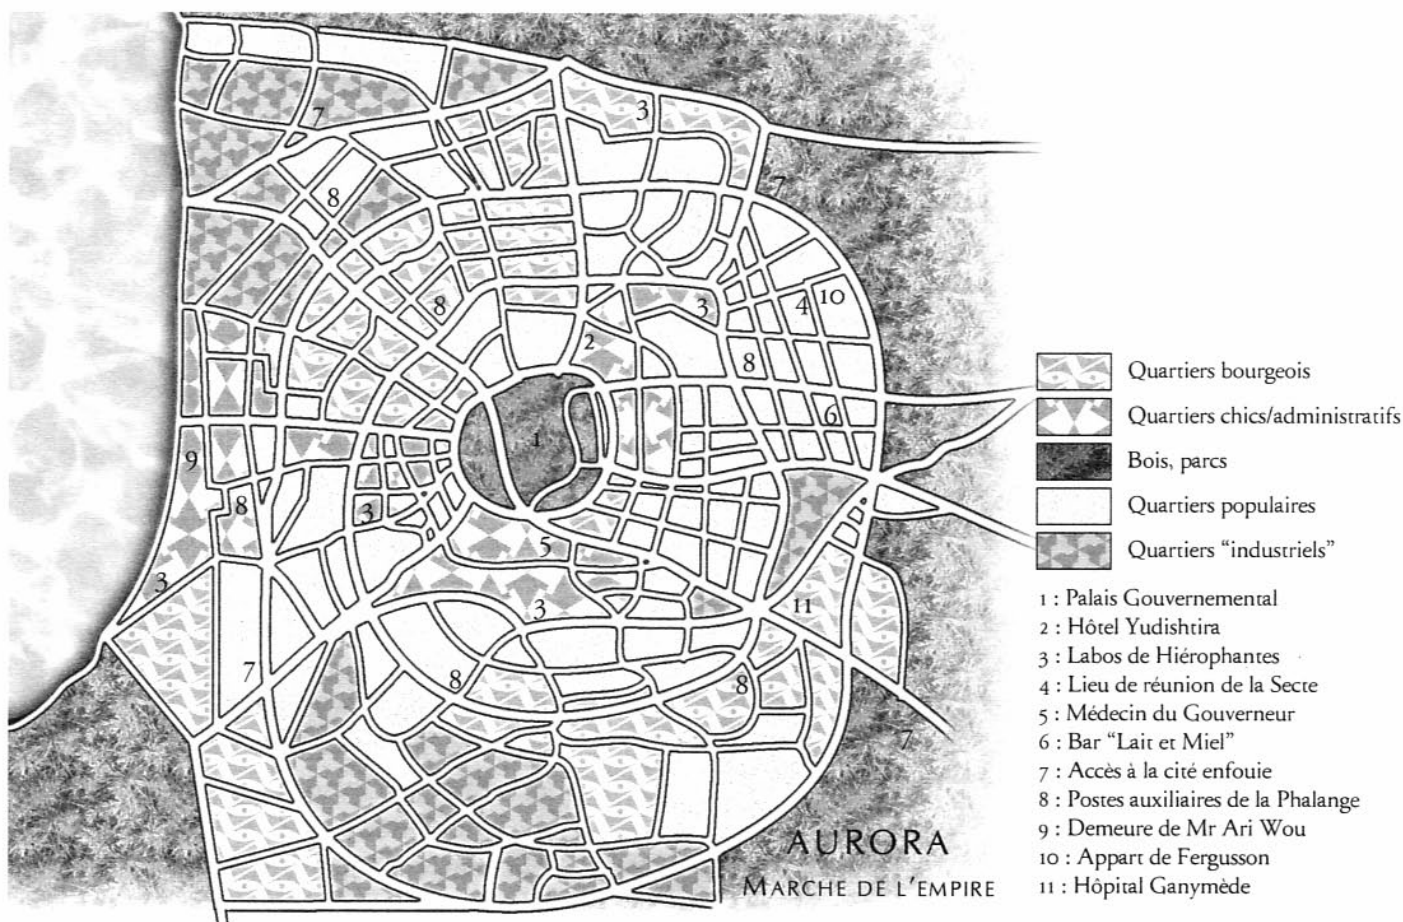 3
7
7
8
8
3
4
10
2
8
6
1
9
8
3
5
3
3
11
7
8
8
7
AURORA
MARCHE DE L'EMPIRE
Quartiers bourgeois
Quartiers chics/administratifs
Bois, parcs
Quartiers populaires
Quartiers “industriels”
1 : Palais Gouvernemental
2 : Hôtel Yudishtira
3 : Labos de Hiérophantes
4 : Lieu de réunion de la Secte
5 : Médecin du Gouverneur
6 : Bar “Lait et Miel”
7 : Accès à la cité enfouie
8 : Postes auxiliaires de la Phalange
9 : Demeure de Mr Ari Wou
10 : Appart de Fergusson
11 : Hôpital Ganymède